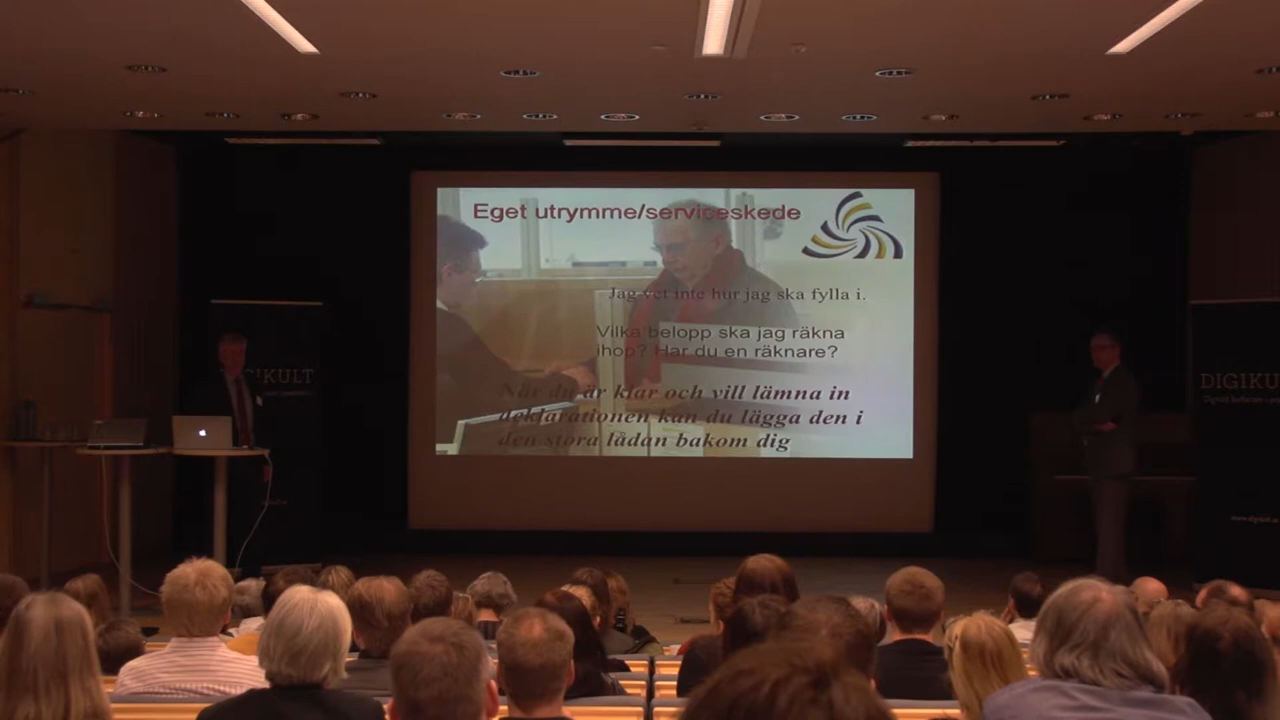 Eget utrymme/serviceskede
Jag vet inte hur jag ska fylla i.
Vilka belopp ska jag räkna
ihop? Har du en räknare?
När du är klar och vill lämna in
deklarationen kan du lägga den i
den stora lådan bakom dig
DIGIKULT
DIGIKU